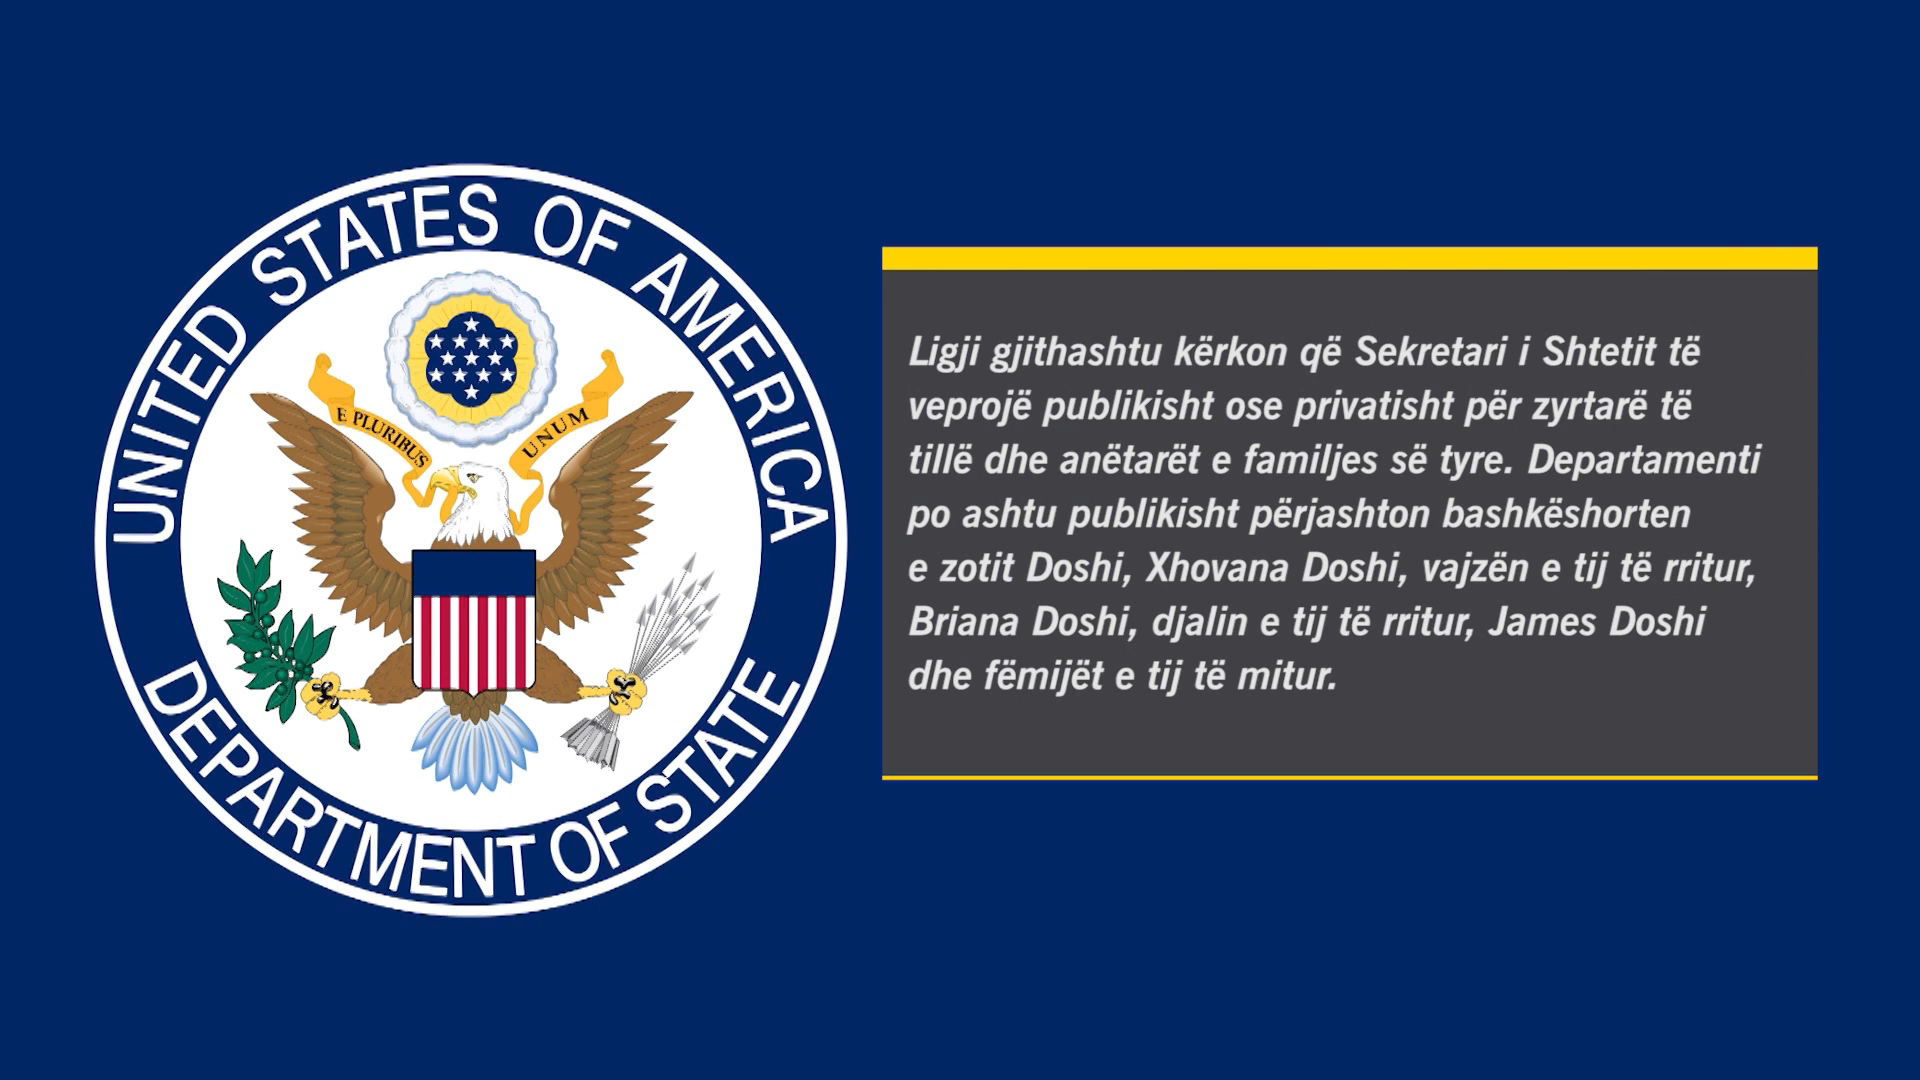 UNITED STATES OF AMERICA
E PLURIBUS UNUM
DEPARTMENT OF STATE
Ligji gjithashtu kërkon që Sekretari i Shtetit të
veprojë publikisht ose privatisht për zyrtarë të
tillë dhe anëtarët e familjes së tyre. Departamenti
po ashtu publikisht përjashton bashkëshorten
e zotit Doshi, Xhovana Doshi, vajzën e tij të rritur,
Briana Doshi, djalin e tij të rritur, James Doshi
dhe fëmijët e tij të mitur.